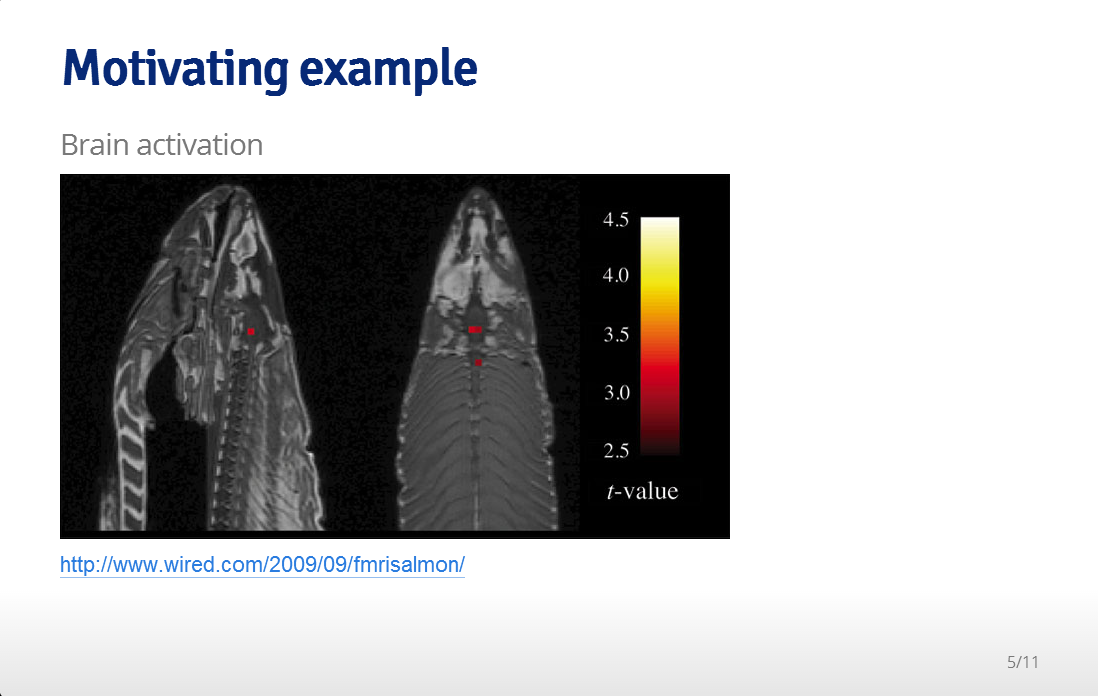 Motivating example
Brain activation
4.5
4.0
3.5
3.0
2.5
t-value
http://www.wired.com/2009/09/fmrisalmon/
5/11